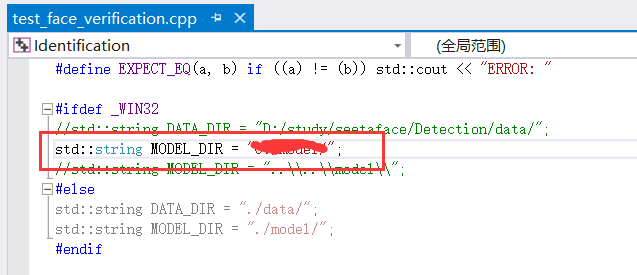 test_face_verification.cpp
Identification
(全局范围)
#define EXPECT_EQ(a, b) if ((a) != (b)) std::cout << "ERROR: "
#ifdef _WIN32
//std::string DATA_DIR = "D:/study/seetaface/Detection/data/";
std::string MODEL_DIR = "/";
//std::string MODEL_DIR = "..\\..\\model\\";
#else
std::string DATA_DIR = "./data/";
std::string MODEL_DIR = "./model/";
#endif